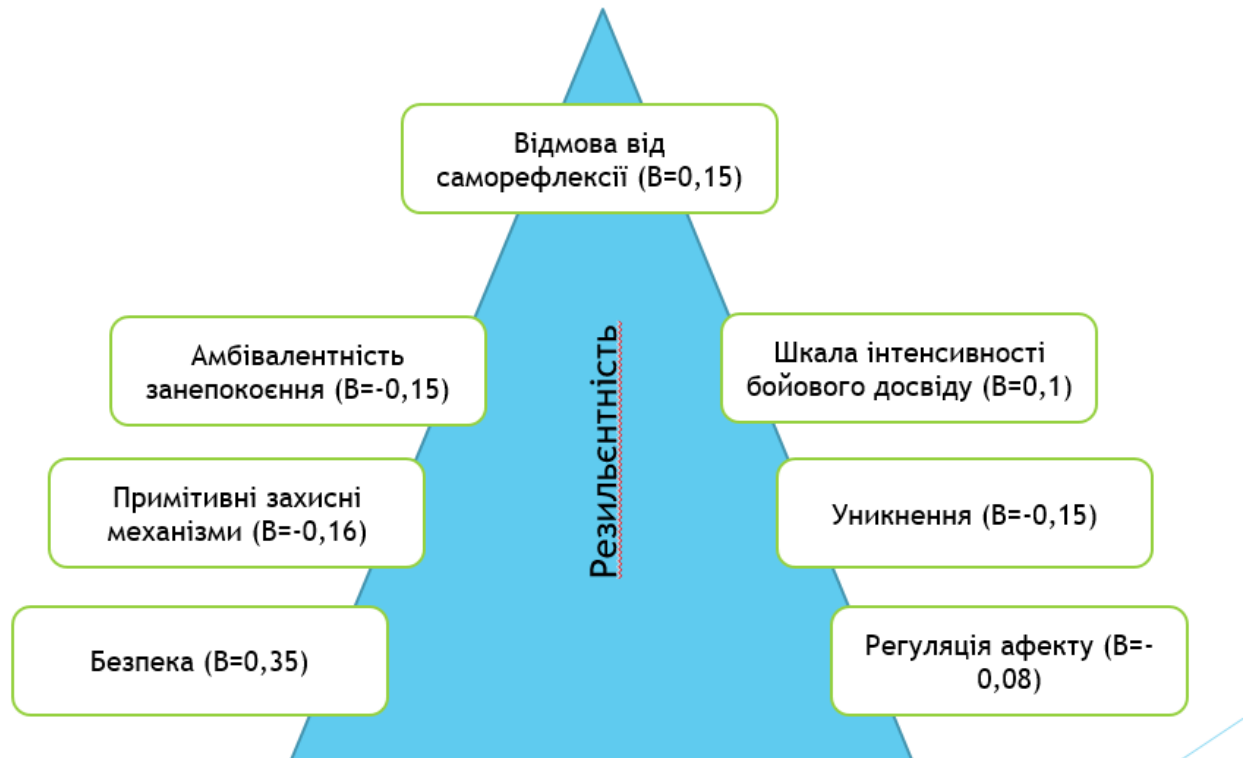 Відмова від
саморефлексії (B=0,15)
Амбівалентність
занепокоєння (B=-0,15)
Шкала інтенсивності
бойового досвіду (B=0,1)
Резильєнтність
Примітивні захисні
механізми (B=-0,16)
Уникнення (B=-0,15)
Безпека (B=0,35)
Регуляція афекту (B=-
0,08)